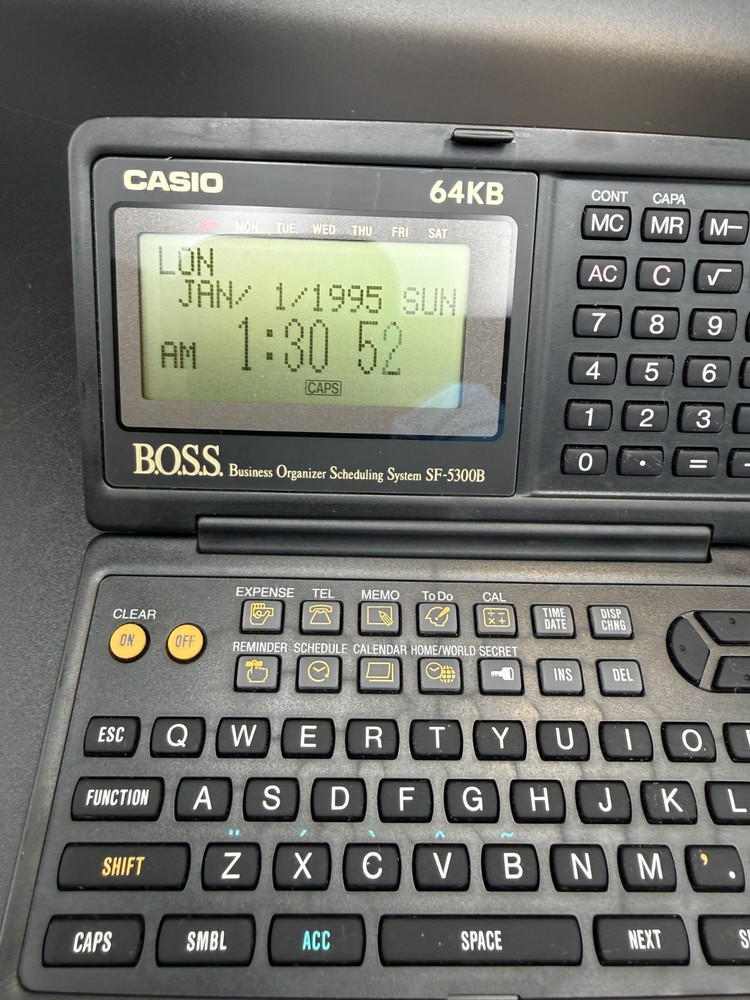 CASIO 64KB
SUN MON TUE WED THU FRI SAT
LON
JAN/ 1/1995 SUN
AM 1:30 52
CAPS
B.O.S.S. Business Organizer Scheduling System SF-5300B
CONT CAPA
MC MR M−
AC C √
7 8 9
4 5 6
1 2 3
0 · =
EXPENSE TEL MEMO To Do CAL
CLEAR
ON OFF
TIME DATE
DISP CHNG
REMINDER SCHEDULE CALENDAR HOME/WORLD SECRET
INS DEL
ESC Q W E R T Y U I O
FUNCTION A S D F G H J K L
SHIFT Z X C V B N M , .
CAPS SMBL ACC SPACE NEXT